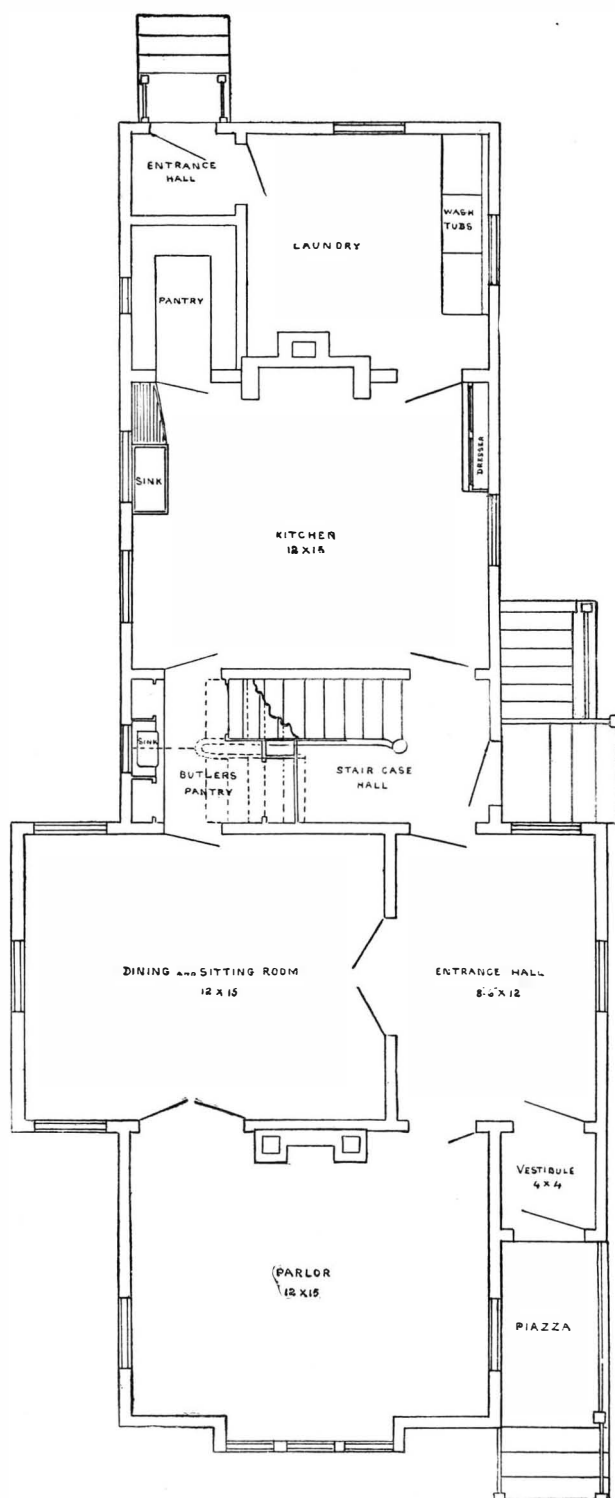 ENTRANCE
HALL
WASH
TUBS
LAUNDRY
PANTRY
SINK
DRESSER
KITCHEN
12 X 15
SINK
BUTLERS
PANTRY
STAIR CASE
HALL
DINING AND SITTING ROOM
12 X 15
ENTRANCE HALL
8-6 X 12
VESTIBULE
4 X 4
PARLOR
12 X 15
PIAZZA